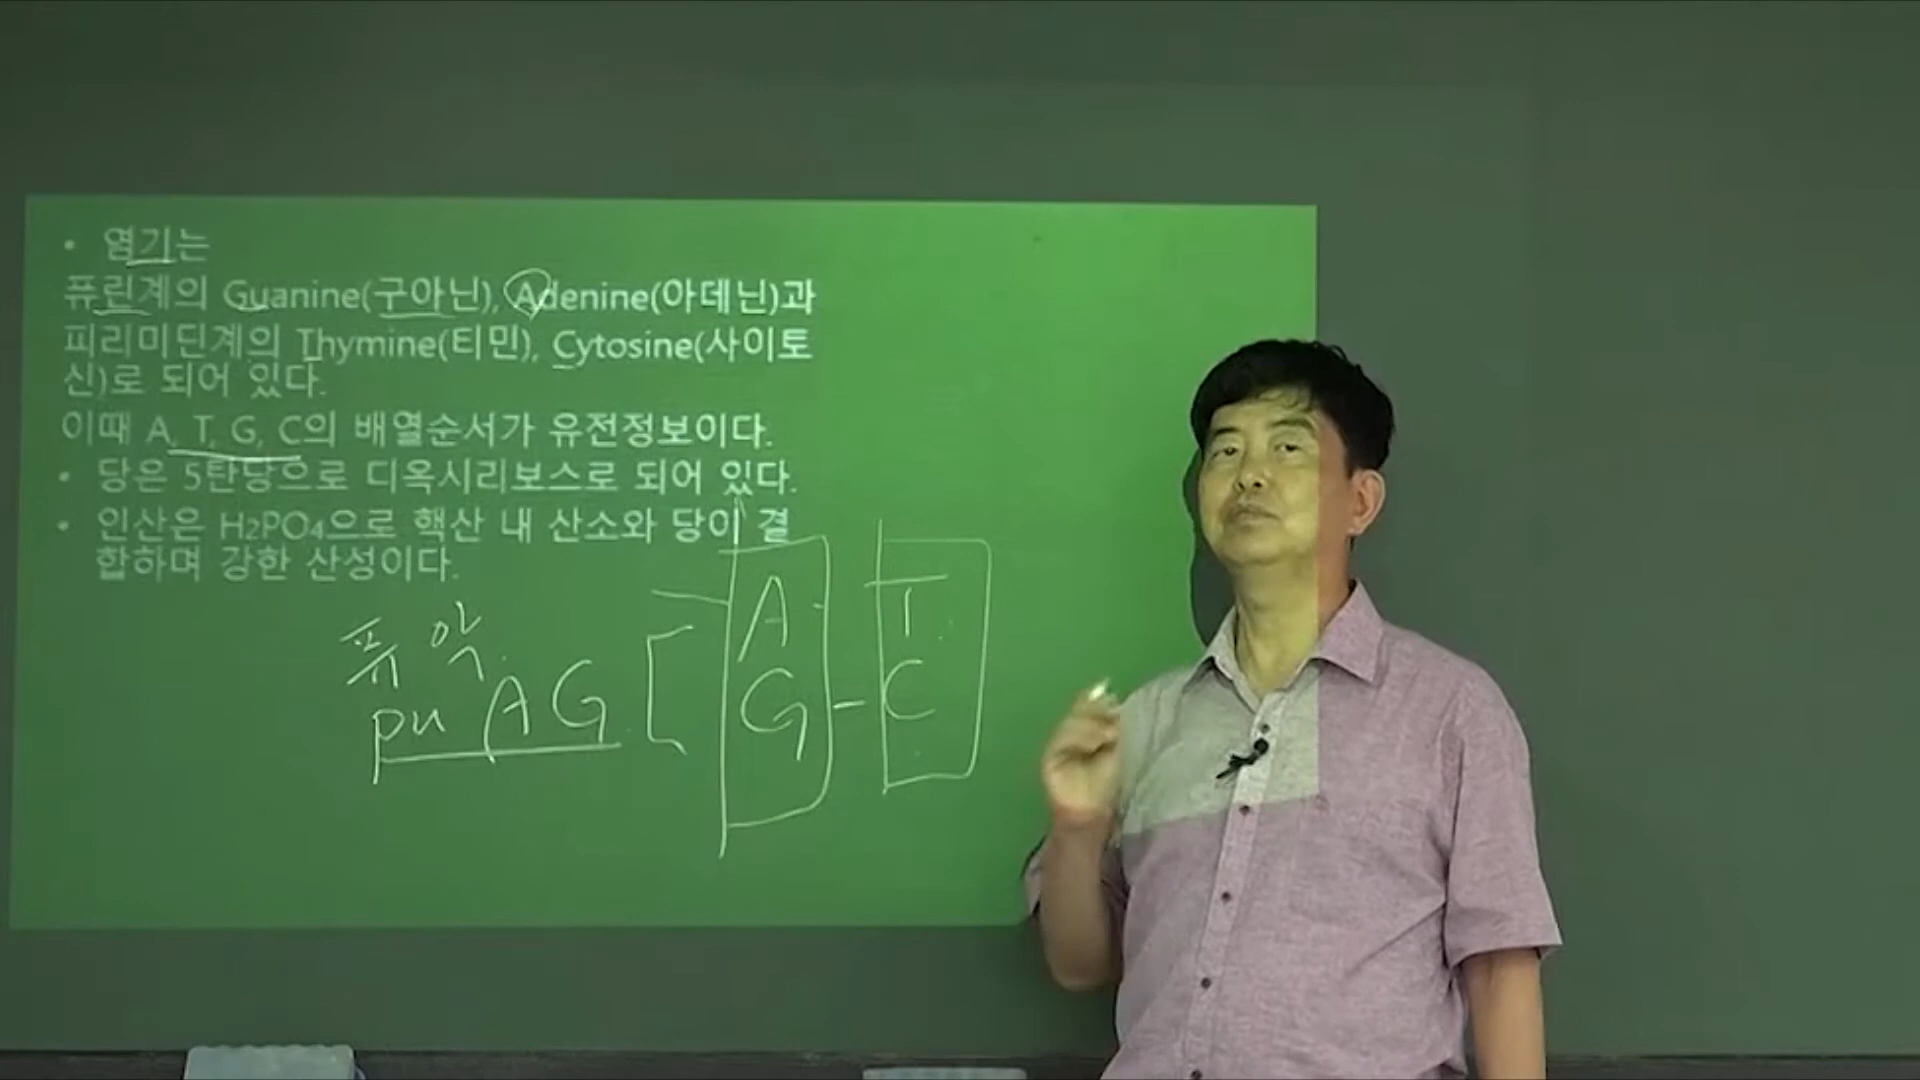 • 염기는
퓨린계의 Guanine(구아닌), Adenine(아데닌)과
피리미딘계의 Thymine(티민), Cytosine(사이토
신)로 되어 있다.
이때 A, T, G, C의 배열순서가 유전정보이다.
• 당은 5탄당으로 디옥시리보스로 되어 있다.
• 인산은 H2PO4으로 핵산 내 산소와 당이 결
합하며 강한 산성이다.
퓨 아
pu A G
A T
G - C